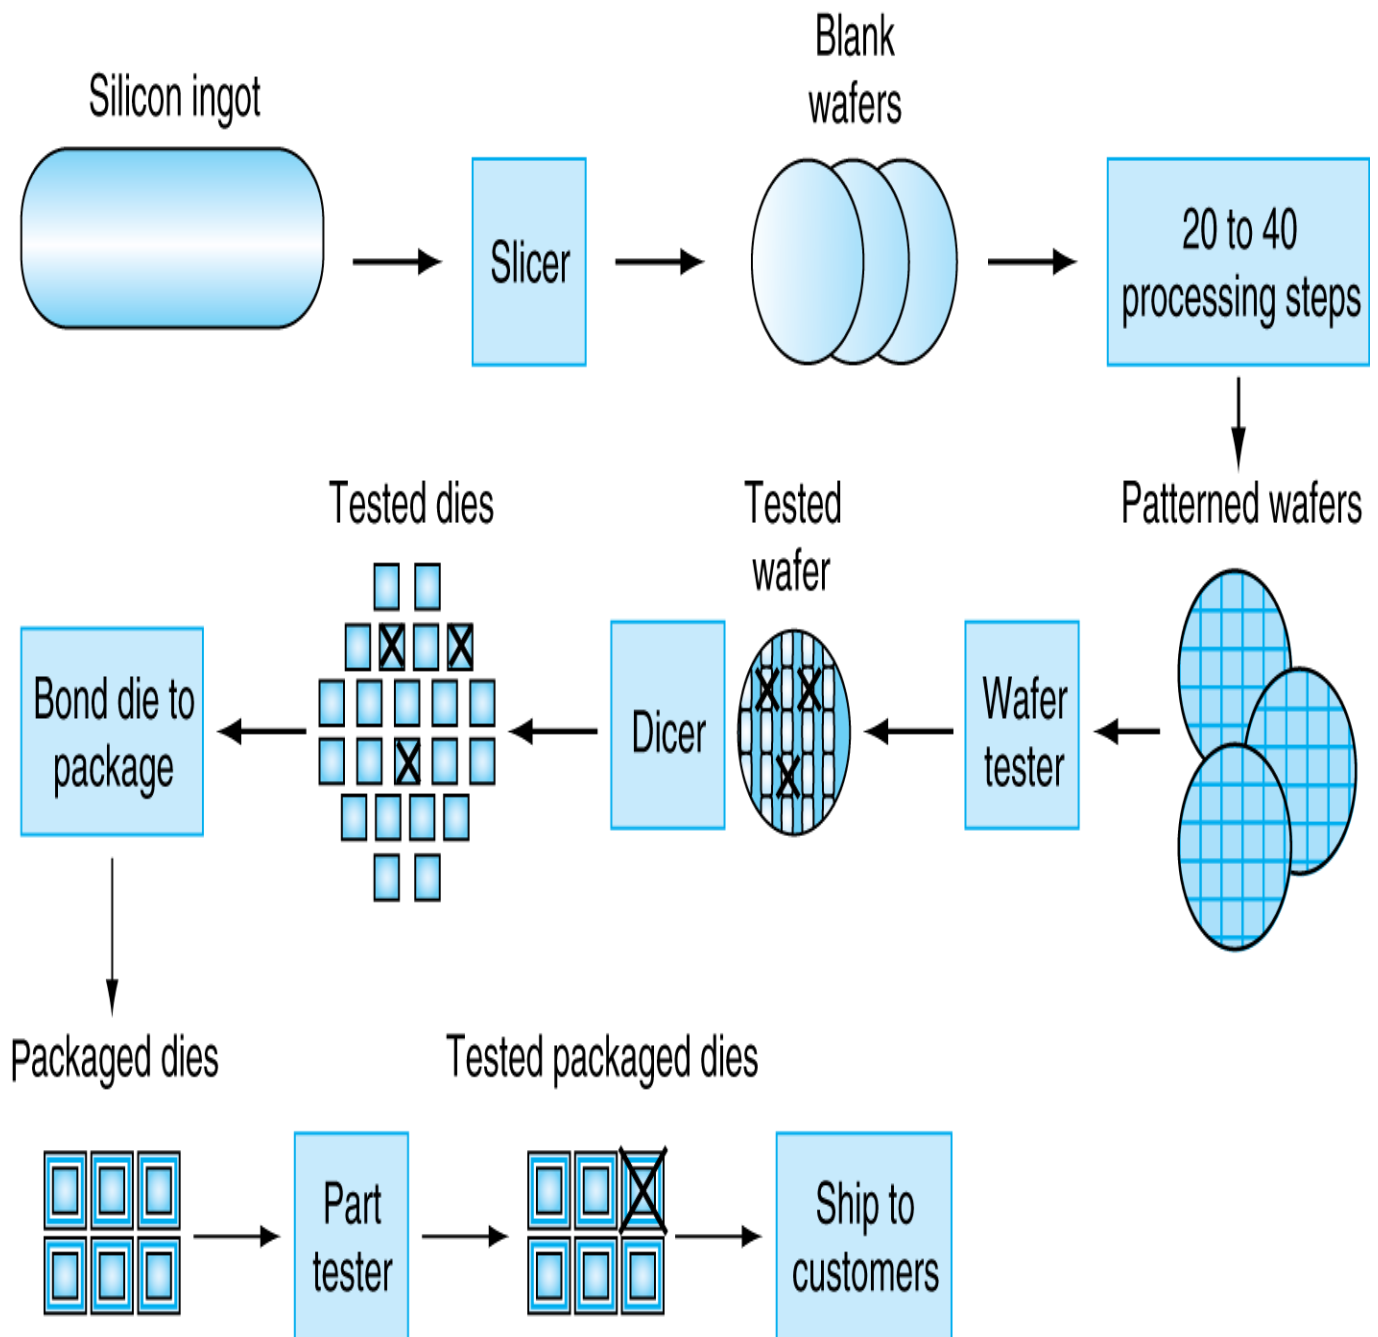 Silicon ingot
Blank
wafers
Slicer
20 to 40
processing steps
Tested dies
Tested
wafer
Patterned wafers
Bond die to
package
Dicer
Wafer
tester
Packaged dies
Tested packaged dies
Part
tester
Ship to
customers